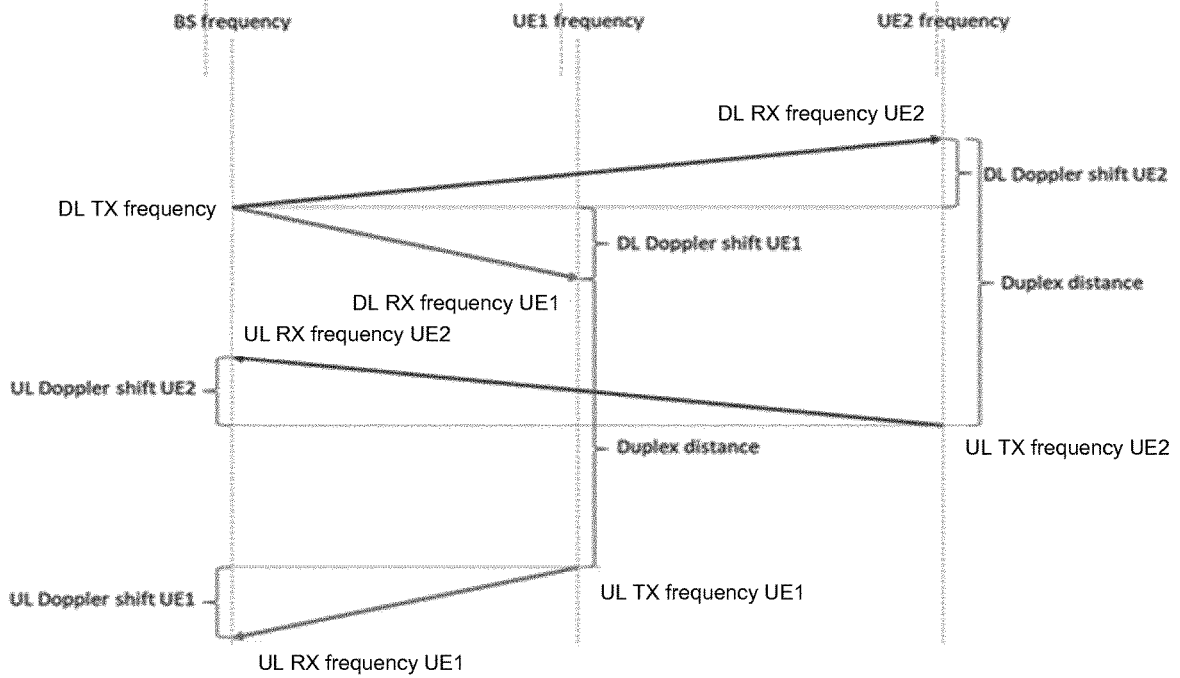 BS frequency
UE1 frequency
UE2 frequency
DL RX frequency UE2
DL Doppler shift UE2
DL TX frequency
DL Doppler shift UE1
Duplex distance
DL RX frequency UE1
UL RX frequency UE2
UL Doppler shift UE2
Duplex distance
UL TX frequency UE2
UL Doppler shift UE1
UL TX frequency UE1
UL RX frequency UE1